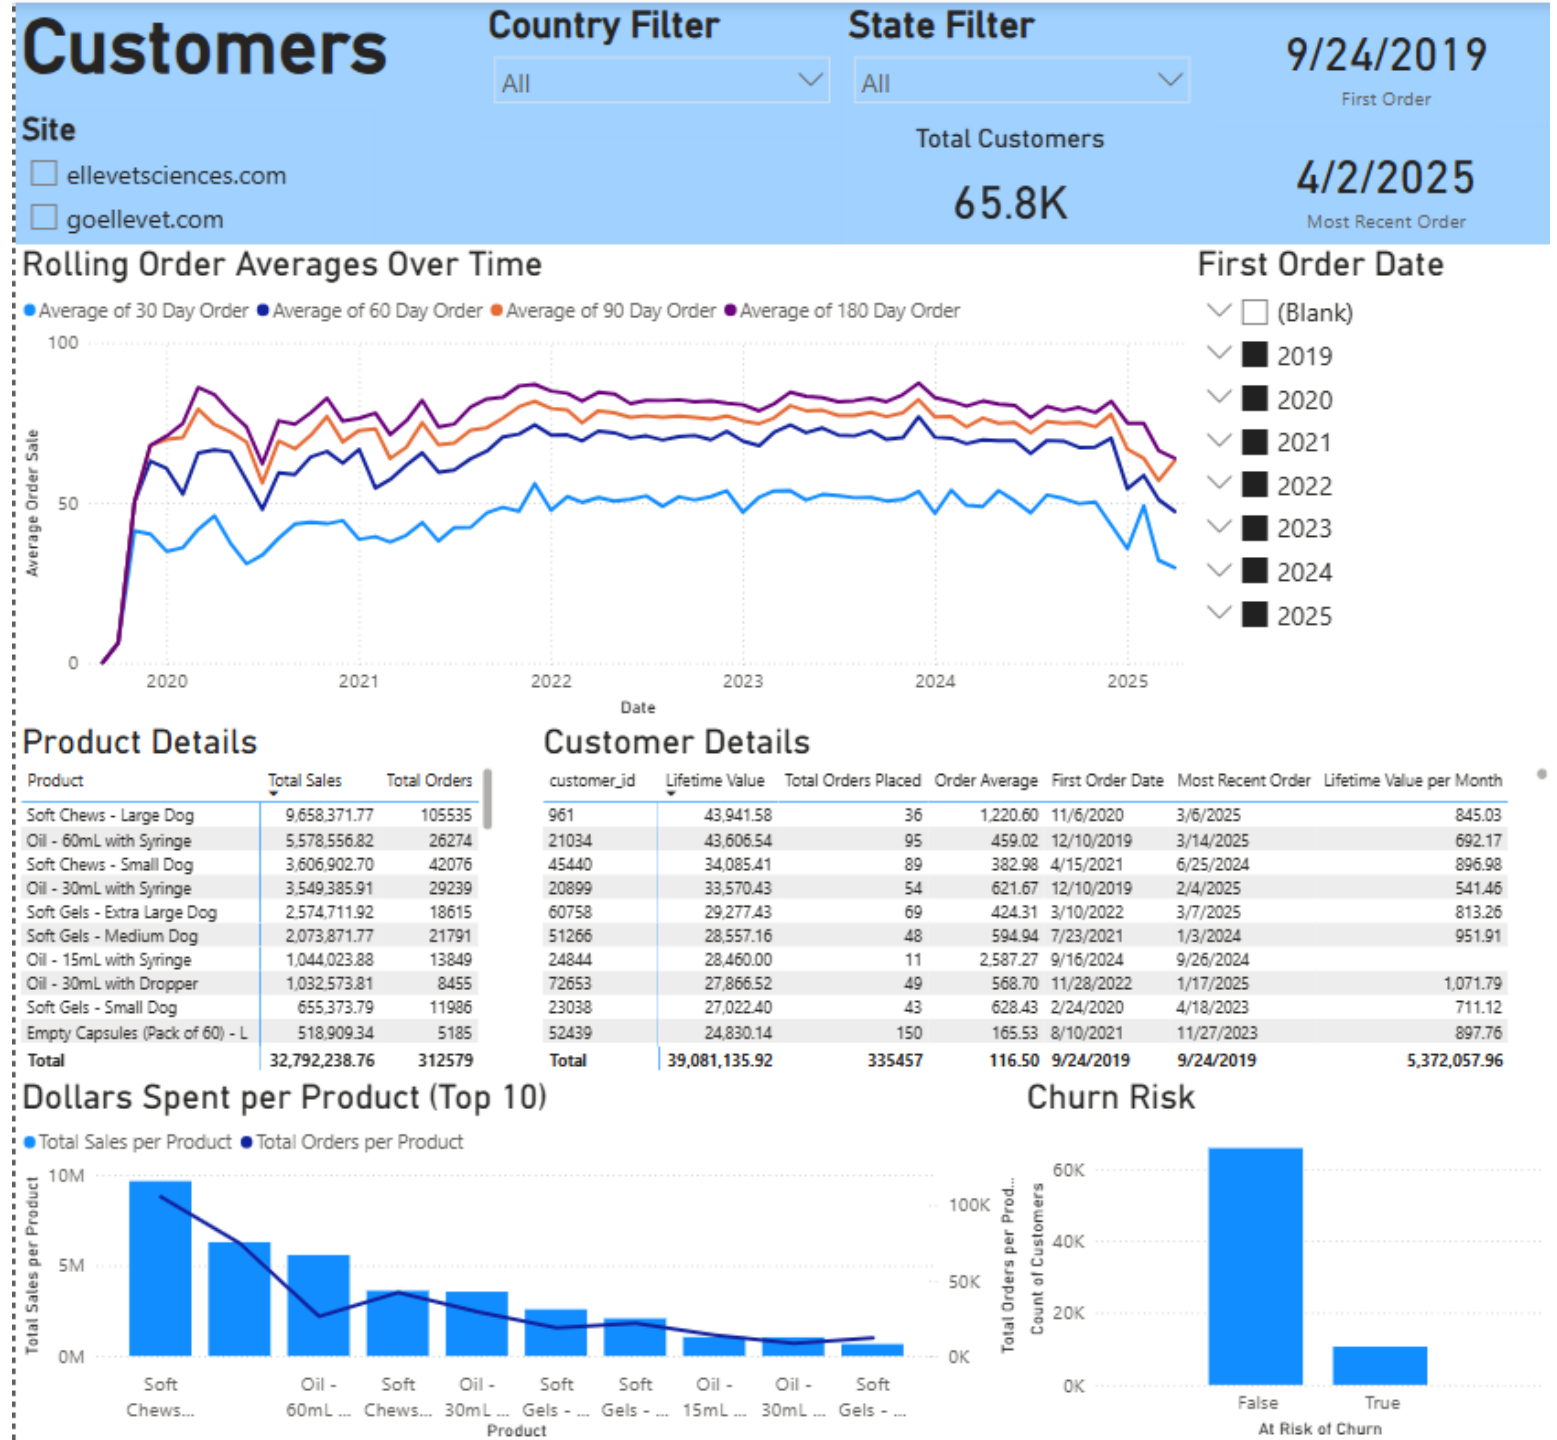 Customers
Country Filter
All
State Filter
All
9/24/2019
First Order
Site
ellevetsciences.com
goellevet.com
Total Customers
65.8K
4/2/2025
Most Recent Order
Rolling Order Averages Over Time
Average of 30 Day Order Average of 60 Day Order Average of 90 Day Order Average of 180 Day Order
Average Order Sale
100
50
0
2020 2021 2022 2023 2024 2025
Date
First Order Date
(Blank)
2019
2020
2021
2022
2023
2024
2025
Product Details
Product Total Sales Total Orders
Soft Chews - Large Dog 9,658,371.77 105535
Oil - 60mL with Syringe 5,578,556.82 26274
Soft Chews - Small Dog 3,606,902.70 42076
Oil - 30mL with Syringe 3,549,385.91 29239
Soft Gels - Extra Large Dog 2,574,711.92 18615
Soft Gels - Medium Dog 2,073,871.77 21791
Oil - 15mL with Syringe 1,044,023.88 13849
Oil - 30mL with Dropper 1,032,573.81 8455
Soft Gels - Small Dog 655,373.79 11986
Empty Capsules (Pack of 60) - L 518,909.34 5185
Total 32,792,238.76 312579
Customer Details
customer_id Lifetime Value Total Orders Placed Order Average First Order Date Most Recent Order Lifetime Value per Month
961 43,941.58 36 1,220.60 11/6/2020 3/6/2025 845.03
21034 43,606.54 95 459.02 12/10/2019 3/14/2025 692.17
45440 34,085.41 89 382.98 4/15/2021 6/25/2024 896.98
20899 33,570.43 54 621.67 12/10/2019 2/4/2025 541.46
60758 29,277.43 69 424.31 3/10/2022 3/7/2025 813.26
51266 28,557.16 48 594.94 7/23/2021 1/3/2024 951.91
24844 28,460.00 11 2,587.27 9/16/2024 9/26/2024
72653 27,866.52 49 568.70 11/28/2022 1/17/2025 1,071.79
23038 27,022.40 43 628.43 2/24/2020 4/18/2023 711.12
52439 24,830.14 150 165.53 8/10/2021 11/27/2023 897.76
Total 39,081,135.92 335457 116.50 9/24/2019 9/24/2019 5,372,057.96
Dollars Spent per Product (Top 10)
Total Sales per Product Total Orders per Product
Total Sales per Product
10M
5M
0M
100K
50K
0K
Total Orders per Prod...
Soft Chews...
Oil - 60mL ...
Soft Chews...
Oil - 30mL ...
Soft Gels - ...
Soft Gels - ...
Oil - 15mL ...
Oil - 30mL ...
Soft Gels - ...
Product
Churn Risk
Count of Customers
60K
40K
20K
0K
False True
At Risk of Churn